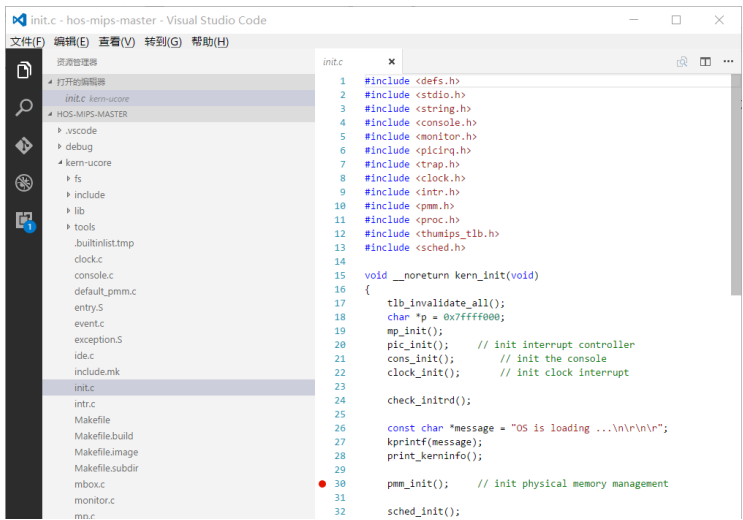 init.c - hos-mips-master - Visual Studio Code
文件(F) 编辑(E) 查看(V) 转到(G) 帮助(H)
资源管理器
打开的编辑器
init.c kern-ucore
HOS-MIPS-MASTER
.vscode
debug
kern-ucore
fs
include
lib
tools
.builtinlist.tmp
clock.c
console.c
default_pmm.c
entry.S
event.c
exception.S
ide.c
include.mk
init.c
intr.c
Makefile
Makefile.build
Makefile.image
Makefile.subdir
mbox.c
monitor.c
mp.c
1
init.c
1 #include <defs.h>
2 #include <stdio.h>
3 #include <string.h>
4 #include <console.h>
5 #include <monitor.h>
6 #include <picirq.h>
7 #include <trap.h>
8 #include <clock.h>
9 #include <intr.h>
10 #include <pmm.h>
11 #include <proc.h>
12 #include <thumips_tlb.h>
13 #include <sched.h>
14
15 void __noreturn kern_init(void)
16 {
17 tlb_invalidate_all();
18 char *p = 0x7ffff000;
19 mp_init();
20 pic_init(); // init interrupt controller
21 cons_init(); // init the console
22 clock_init(); // init clock interrupt
23
24 check_initrd();
25
26 const char *message = "OS is loading ...\n\r\n\r";
27 kprintf(message);
28 print_kerninfo();
29
30 pmm_init(); // init physical memory management
31
32 sched_init();